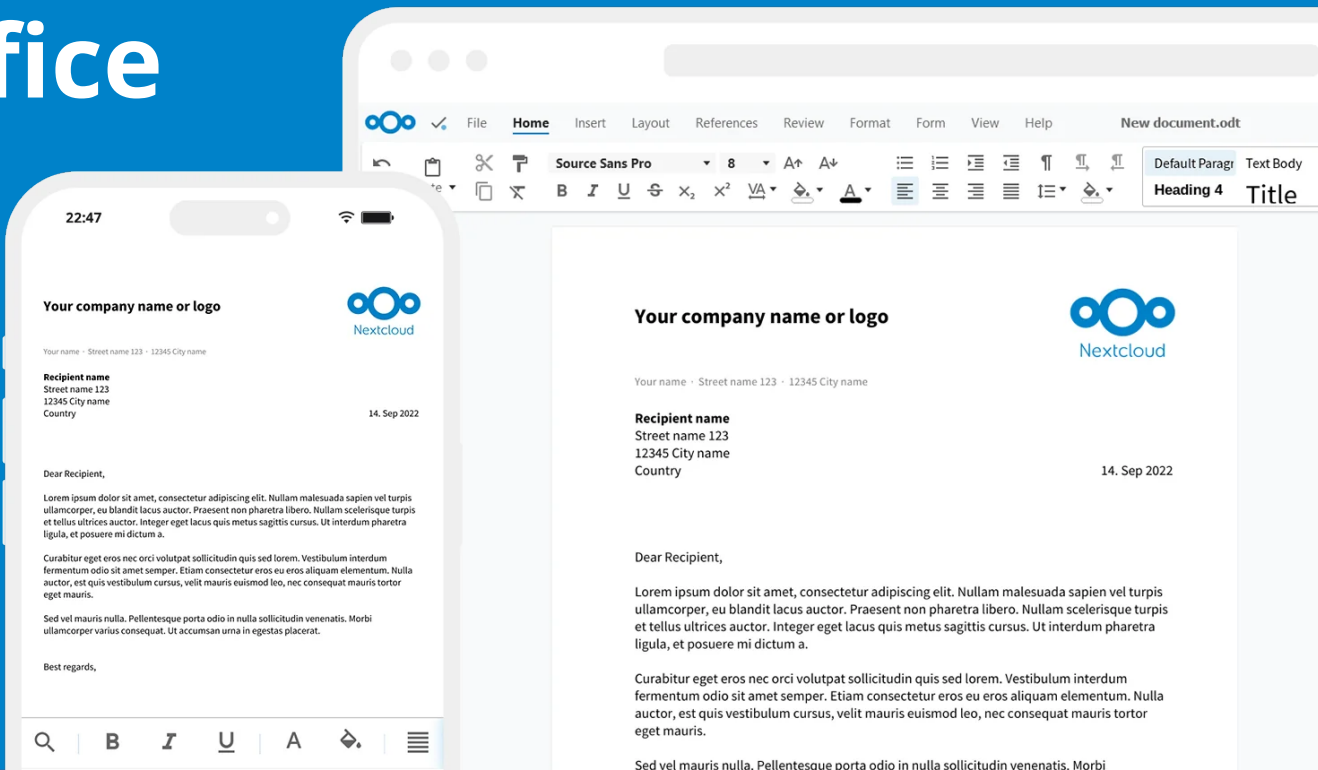 fice
File Home Insert Layout References Review Format Form View Help New document.odt
Source Sans Pro 8 Default Paragr Text Body
Heading 4 Title
22:47
Your company name or logo
Nextcloud
Your name · Street name 123 · 12345 City name
Recipient name
Street name 123
12345 City name
Country 14. Sep 2022
Dear Recipient,
Lorem ipsum dolor sit amet, consectetur adipiscing elit. Nullam malesuada sapien vel turpis
ullamcorper, eu blandit lacus auctor. Praesent non pharetra libero. Nullam scelerisque turpis
et tellus ultrices auctor. Integer eget lacus quis metus sagittis cursus. Ut interdum pharetra
ligula, et posuere mi dictum a.
Curabitur eget eros nec orci volutpat sollicitudin quis sed lorem. Vestibulum interdum
fermentum odio sit amet semper. Etiam consectetur eros eu eros aliquam elementum. Nulla
auctor, est quis vestibulum cursus, velit mauris euismod leo, nec consequat mauris tortor
eget mauris.
Sed vel mauris nulla. Pellentesque porta odio in nulla sollicitudin venenatis. Morbi
ullamcorper varius consequat. Ut accumsan urna in egestas placerat.
Best regards,
Your company name or logo
Nextcloud
Your name · Street name 123 · 12345 City name
Recipient name
Street name 123
12345 City name
Country 14. Sep 2022
Dear Recipient,
Lorem ipsum dolor sit amet, consectetur adipiscing elit. Nullam malesuada sapien vel turpis
ullamcorper, eu blandit lacus auctor. Praesent non pharetra libero. Nullam scelerisque turpis
et tellus ultrices auctor. Integer eget lacus quis metus sagittis cursus. Ut interdum pharetra
ligula, et posuere mi dictum a.
Curabitur eget eros nec orci volutpat sollicitudin quis sed lorem. Vestibulum interdum
fermentum odio sit amet semper. Etiam consectetur eros eu eros aliquam elementum. Nulla
auctor, est quis vestibulum cursus, velit mauris euismod leo, nec consequat mauris tortor
eget mauris.
Sed vel mauris nulla. Pellentesque porta odio in nulla sollicitudin venenatis. Morbi